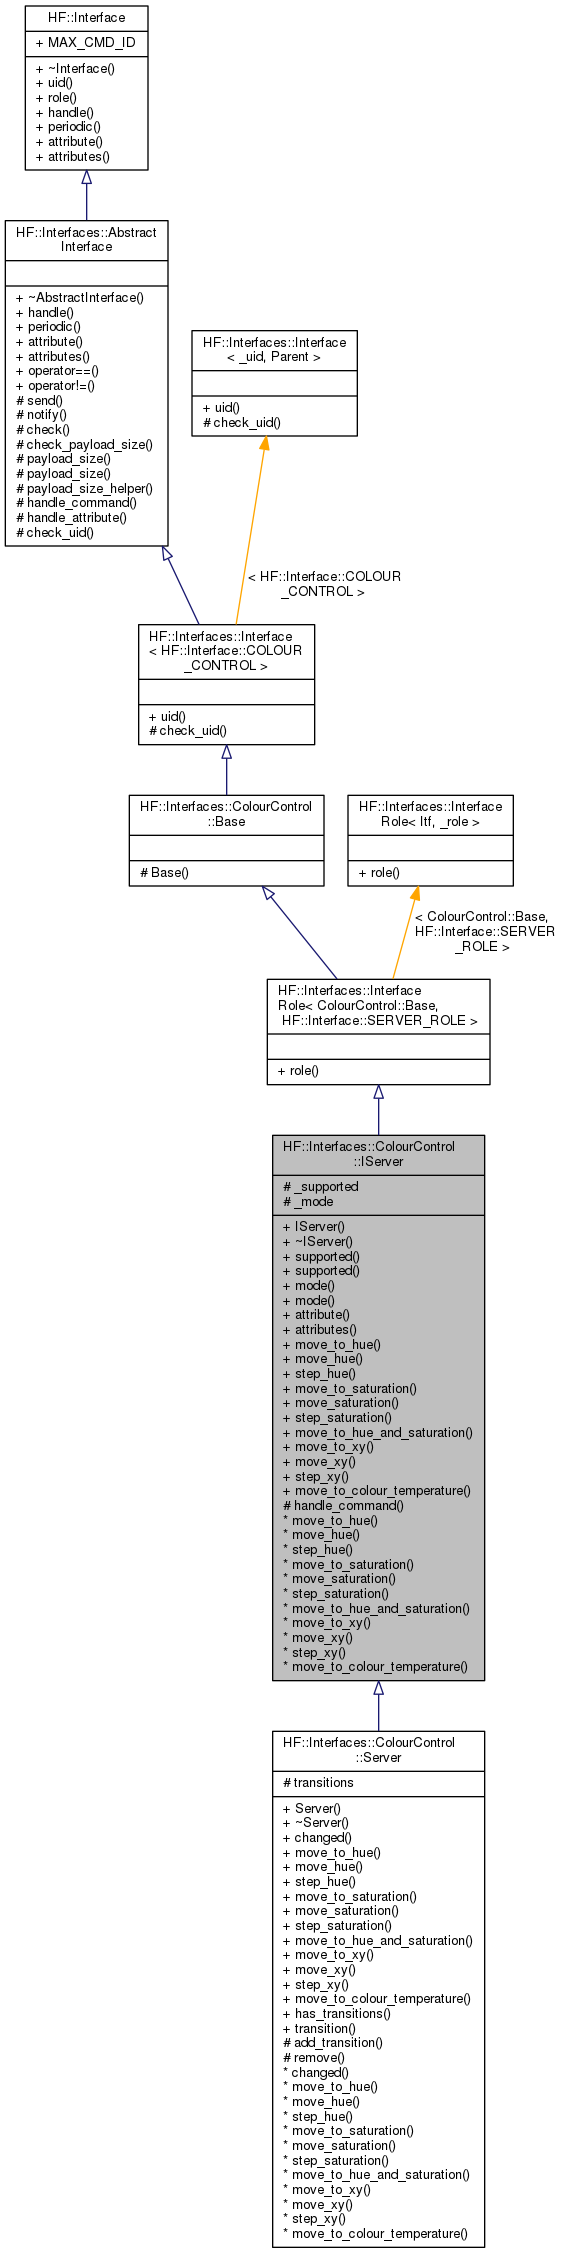 HF::Interface
+ MAX_CMD_ID
+ ~Interface()
+ uid()
+ role()
+ handle()
+ periodic()
+ attribute()
+ attributes()
HF::Interfaces::Abstract
Interface
+ ~AbstractInterface()
+ handle()
+ periodic()
+ attribute()
+ attributes()
+ operator==()
+ operator!=()
# send()
# notify()
# check()
# check_payload_size()
# payload_size()
# payload_size()
# payload_size_helper()
# handle_command()
# handle_attribute()
# check_uid()
HF::Interfaces::Interface
< _uid, Parent >
+ uid()
# check_uid()
< HF::Interface::COLOUR
_CONTROL >
HF::Interfaces::Interface
< HF::Interface::COLOUR
_CONTROL >
+ uid()
# check_uid()
HF::Interfaces::ColourControl
::Base
# Base()
HF::Interfaces::Interface
Role< Itf, _role >
+ role()
< ColourControl::Base,
HF::Interface::SERVER
_ROLE >
HF::Interfaces::Interface
Role< ColourControl::Base,
HF::Interface::SERVER_ROLE >
+ role()
HF::Interfaces::ColourControl
::IServer
# _supported
# _mode
+ IServer()
+ ~IServer()
+ supported()
+ supported()
+ mode()
+ mode()
+ attribute()
+ attributes()
+ move_to_hue()
+ move_hue()
+ step_hue()
+ move_to_saturation()
+ move_saturation()
+ step_saturation()
+ move_to_hue_and_saturation()
+ move_to_xy()
+ move_xy()
+ step_xy()
+ move_to_colour_temperature()
# handle_command()
* move_to_hue()
* move_hue()
* step_hue()
* move_to_saturation()
* move_saturation()
* step_saturation()
* move_to_hue_and_saturation()
* move_to_xy()
* move_xy()
* step_xy()
* move_to_colour_temperature()
HF::Interfaces::ColourControl
::Server
# transitions
+ Server()
+ ~Server()
+ changed()
+ move_to_hue()
+ move_hue()
+ step_hue()
+ move_to_saturation()
+ move_saturation()
+ step_saturation()
+ move_to_hue_and_saturation()
+ move_to_xy()
+ move_xy()
+ step_xy()
+ move_to_colour_temperature()
+ has_transitions()
+ transition()
# add_transition()
# remove()
* changed()
* move_to_hue()
* move_hue()
* step_hue()
* move_to_saturation()
* move_saturation()
* step_saturation()
* move_to_hue_and_saturation()
* move_to_xy()
* move_xy()
* step_xy()
* move_to_colour_temperature()